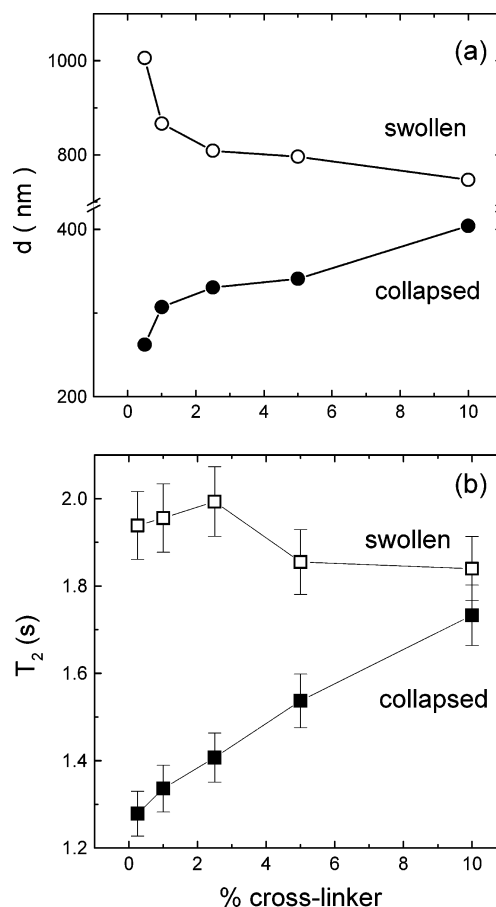 (a)
1000
swollen
800
d ( nm )
400
collapsed
200
0 2 4 6 8 10
(b)
2.0
swollen
1.8
T2 (s)
1.6
collapsed
1.4
1.2
0 2 4 6 8 10
% cross-linker